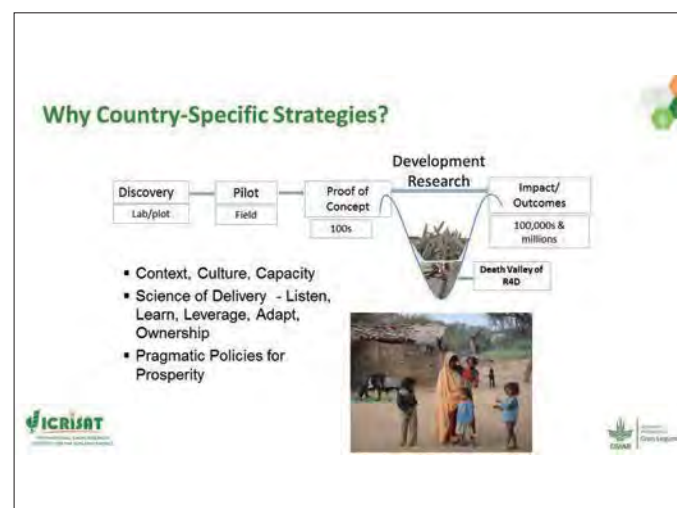 Why Country-Specific Strategies?
Development
Research
Discovery
Lab/plot
Pilot
Field
Proof of
Concept
100s
Impact/
Outcomes
100,000s &
millions
Death Valley of
R4D
▪ Context, Culture, Capacity
▪ Science of Delivery - Listen,
Learn, Leverage, Adapt,
Ownership
▪ Pragmatic Policies for
Prosperity
ICRISAT
CGIAR